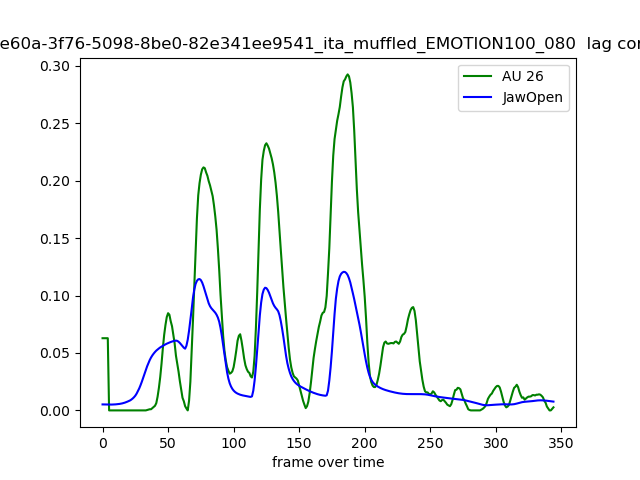 e60a-3f76-5098-8be0-82e341ee9541_ita_muffled_EMOTION100_080 lag cor
AU 26
JawOpen
0.30
0.25
0.20
0.15
0.10
0.05
0.00
0 50 100 150 200 250 300 350
frame over time